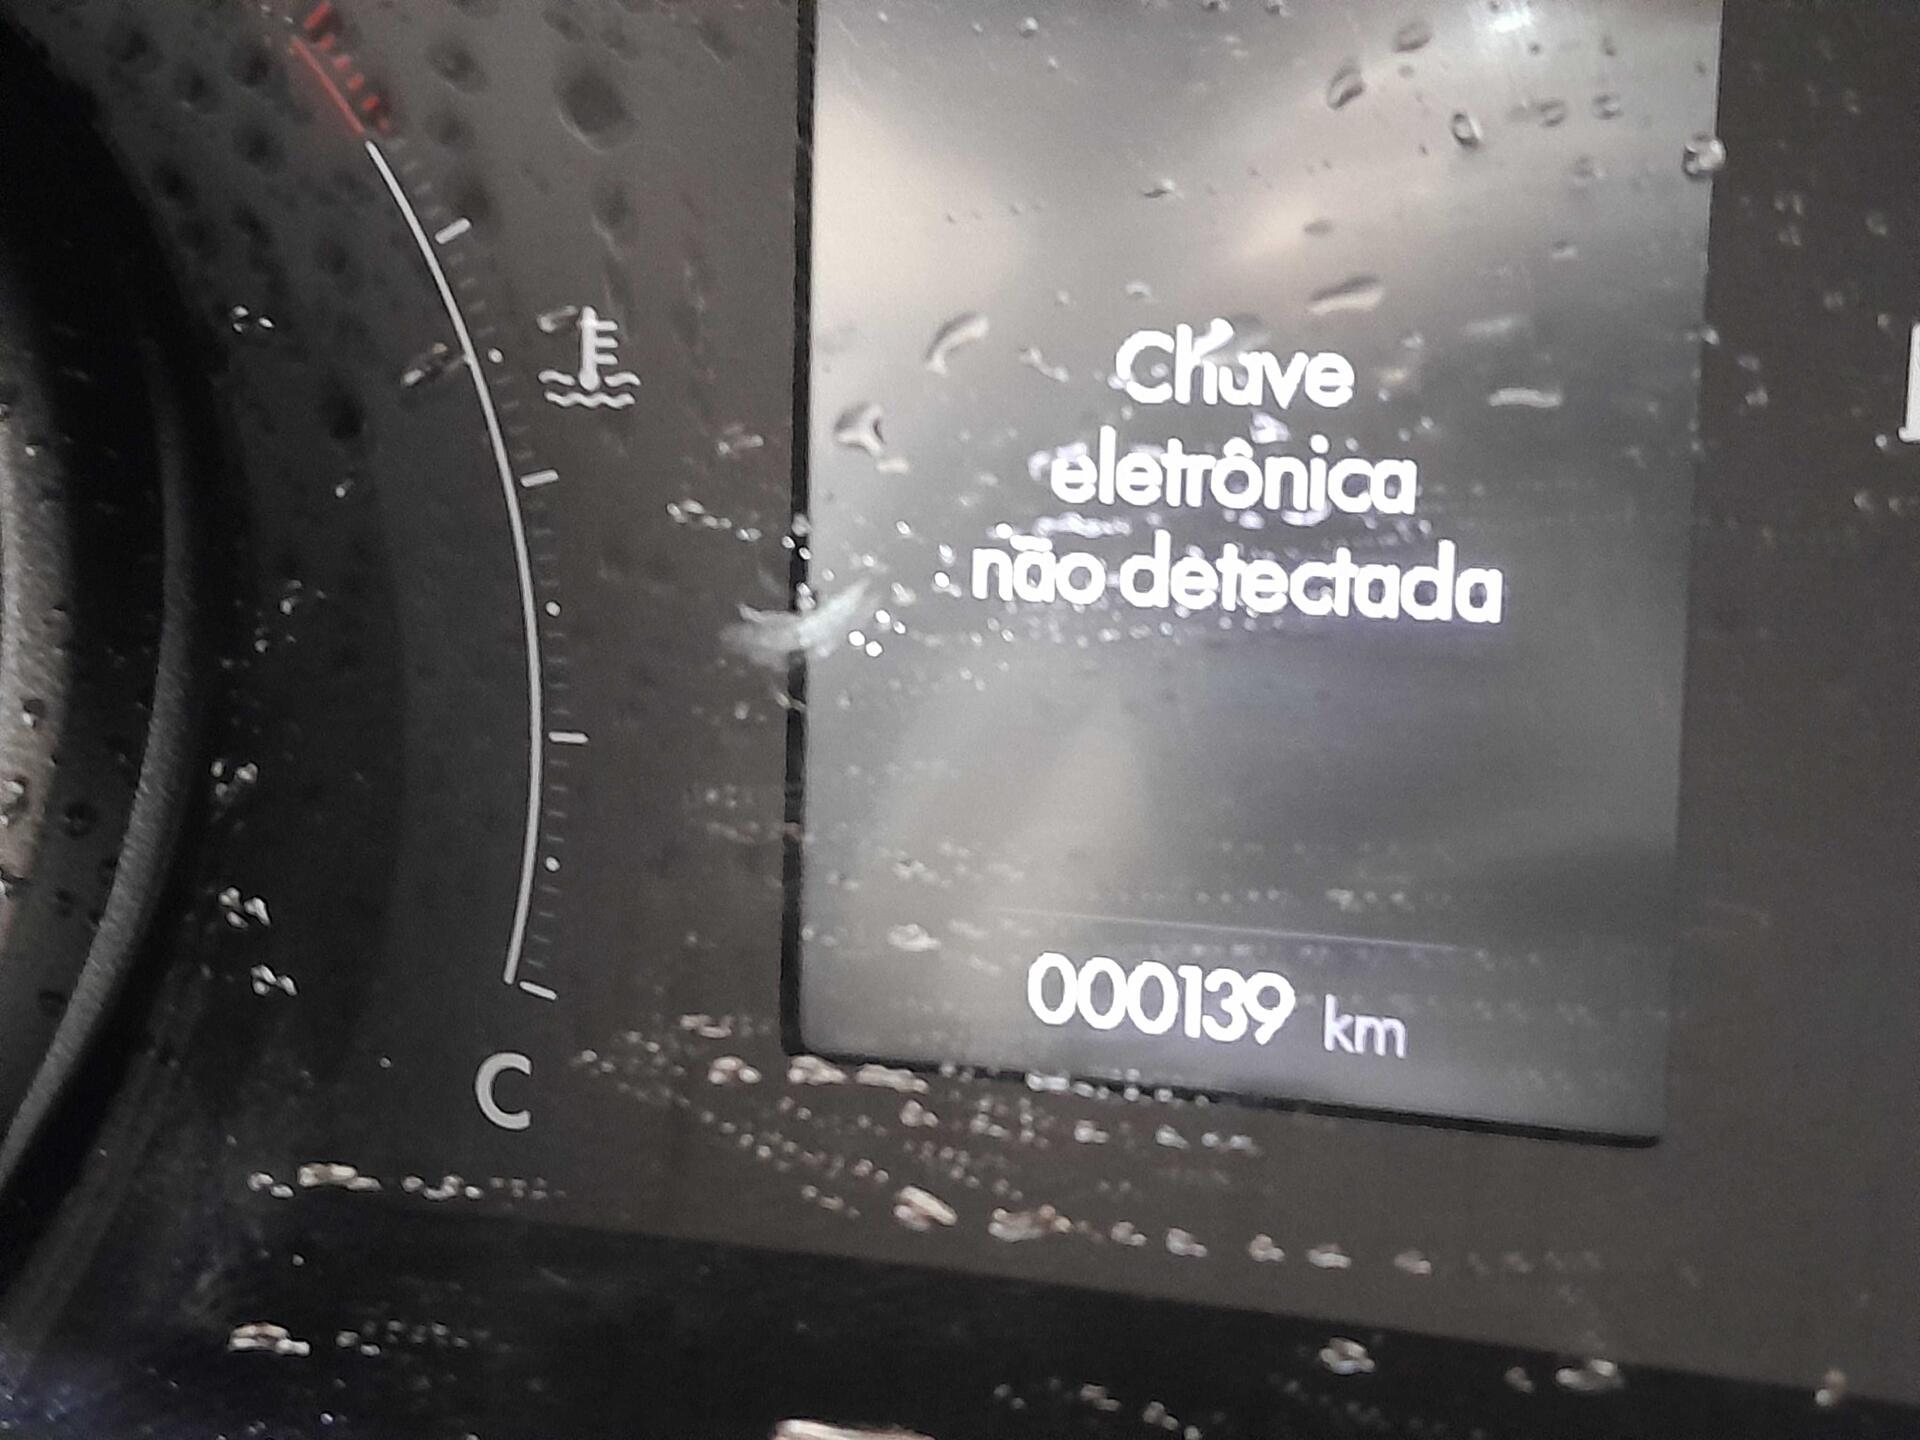 Chave
eletrônica
não detectada
000139 km
C